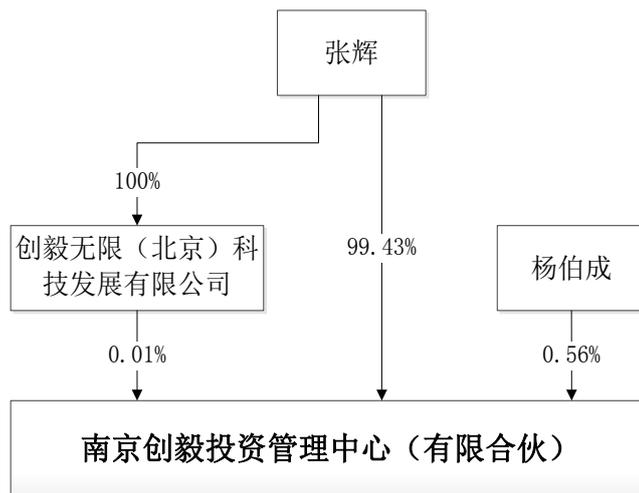 张辉
100%
创毅无限（北京）科
技发展有限公司
99.43%
杨伯成
0.01%
0.56%
南京创毅投资管理中心（有限合伙）